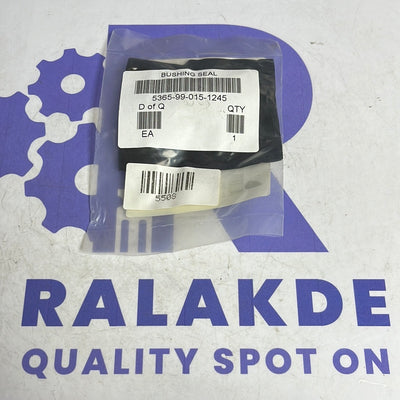 BUSHING SEAL
5365-99-015-1245
D of Q QTY
EA 1
5509
RALAKDE
QUALITY SPOT ON